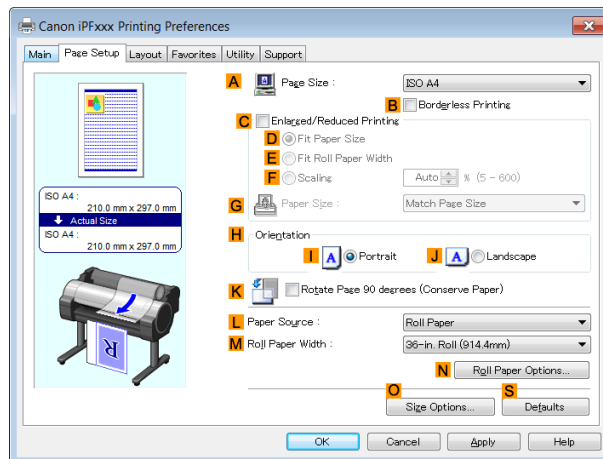 Canon iPFxxx Printing Preferences
Main Page Setup Layout Favorites Utility Support
A Page Size : ISO A4
B Borderless Printing
C Enlarged/Reduced Printing
D Fit Paper Size
E Fit Roll Paper Width
F Scaling Auto % (5 - 600)
G Paper Size : Match Page Size
ISO A4 :
210.0 mm x 297.0 mm
Actual Size
ISO A4 :
210.0 mm x 297.0 mm
H Orientation
I A Portrait J A Landscape
K Rotate Page 90 degrees (Conserve Paper)
R
L Paper Source : Roll Paper
M Roll Paper Width : 36-in. Roll (914.4mm)
N Roll Paper Options...
O S
Size Options... Defaults
OK Cancel Apply Help